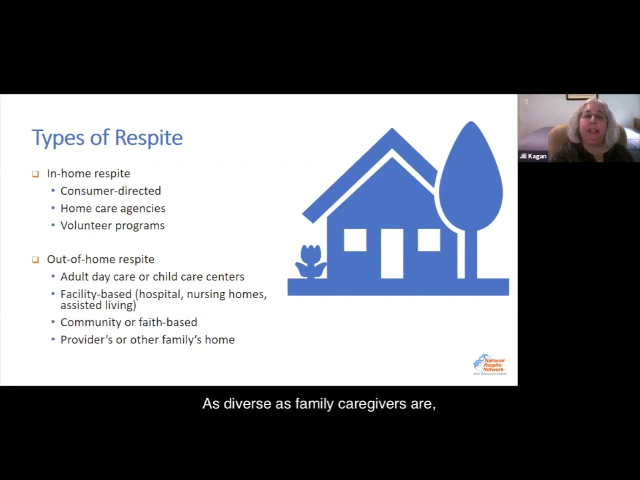 Types of Respite
In-home respite
• Consumer-directed
• Home care agencies
• Volunteer programs
Out-of-home respite
• Adult day care or child care centers
• Facility-based (hospital, nursing homes,
assisted living)
• Community or faith-based
• Provider's or other family's home
Jill Kagan
National
Respite
Network
As diverse as family caregivers are,